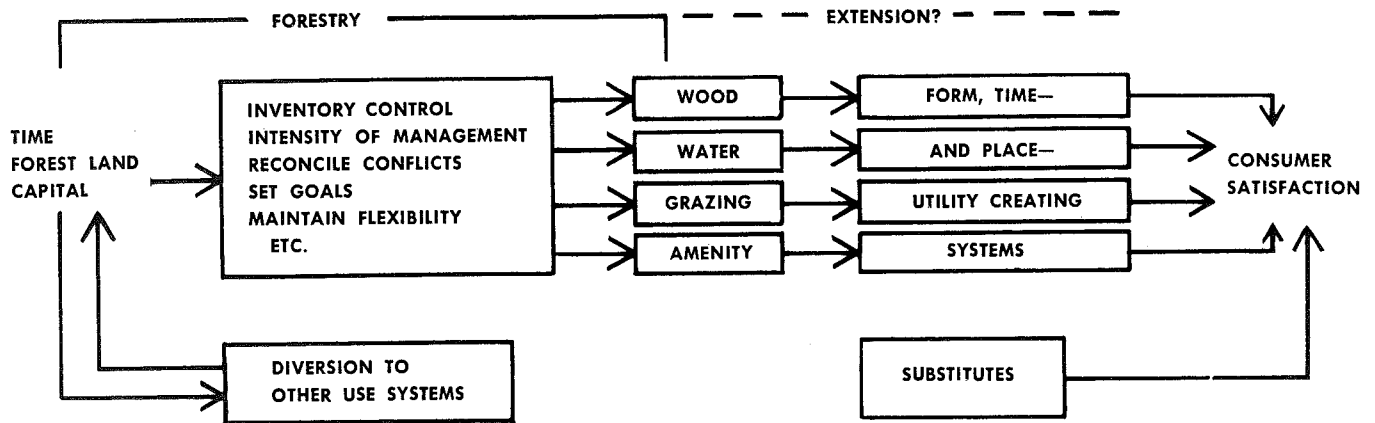 FORESTRY
EXTENSION?
TIME
FOREST LAND
CAPITAL
INVENTORY CONTROL
INTENSITY OF MANAGEMENT
RECONCILE CONFLICTS
SET GOALS
MAINTAIN FLEXIBILITY
ETC.
WOOD
WATER
GRAZING
AMENITY
FORM, TIME—
AND PLACE—
UTILITY CREATING
SYSTEMS
CONSUMER
SATISFACTION
DIVERSION TO
OTHER USE SYSTEMS
SUBSTITUTES